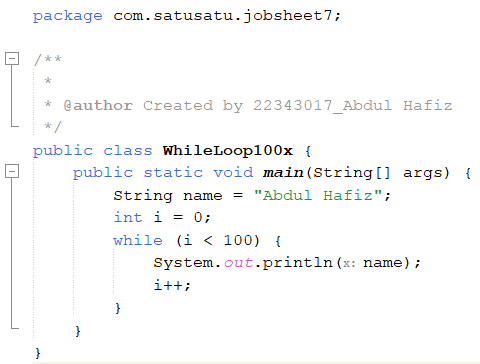 package com.satusatu.jobsheet7;
/**
*
* @author Created by 22343017_Abdul Hafiz
*/
public class WhileLoop100x {
public static void main(String[] args) {
String name = "Abdul Hafiz";
int i = 0;
while (i < 100) {
System.out.println(x: name);
i++;
}
}
}